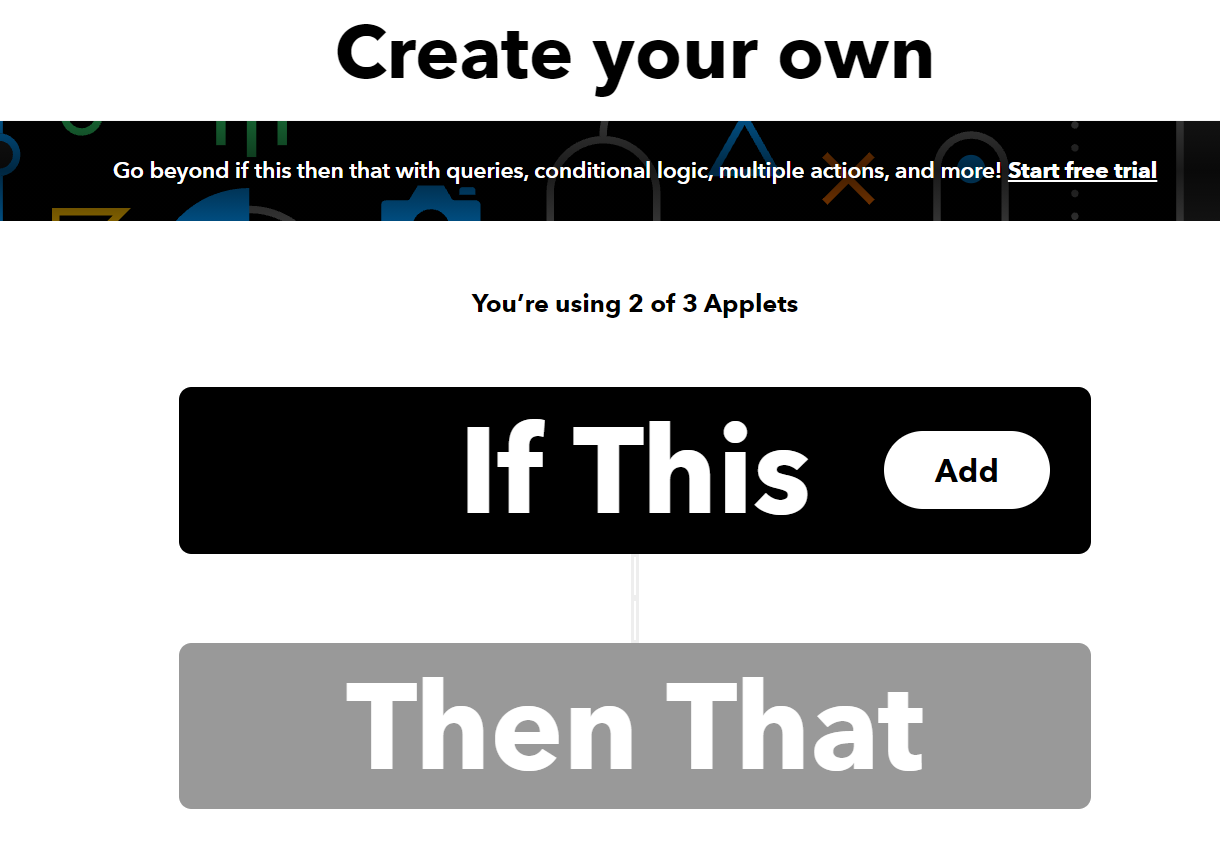 Create your own
Go beyond if this then that with queries, conditional logic, multiple actions, and more! Start free trial
You’re using 2 of 3 Applets
If This
Add
Then That